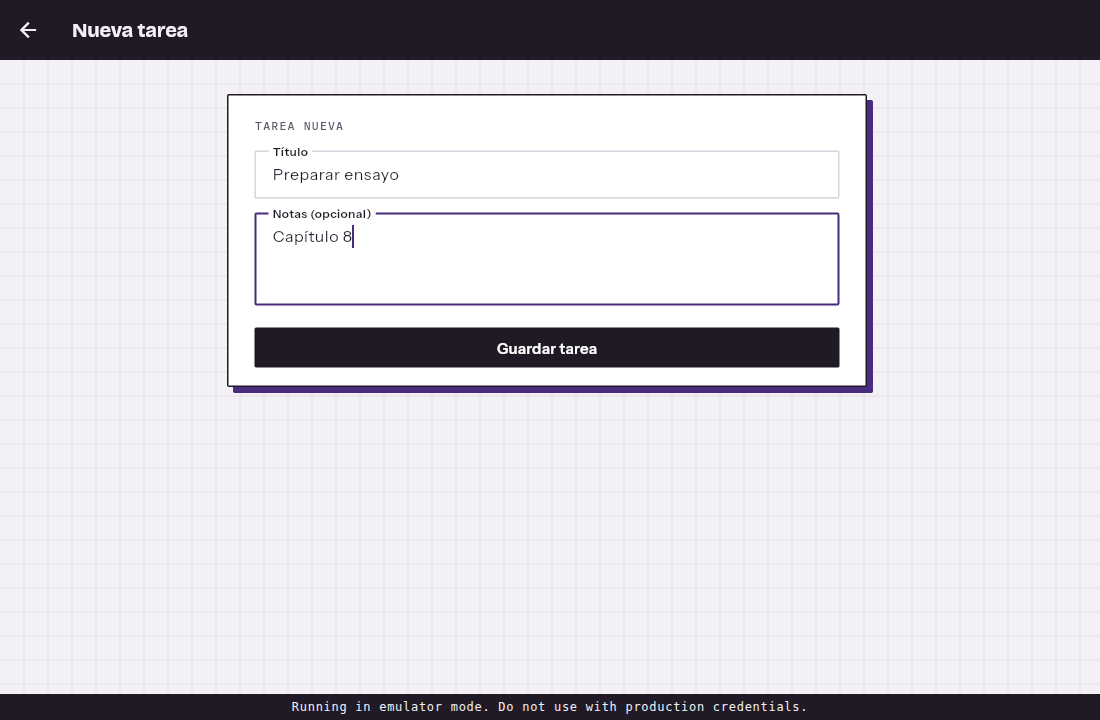 Nueva tarea
TAREA NUEVA
Título
Preparar ensayo
Notas (opcional)
Capítulo 8
Guardar tarea
Running in emulator mode. Do not use with production credentials.